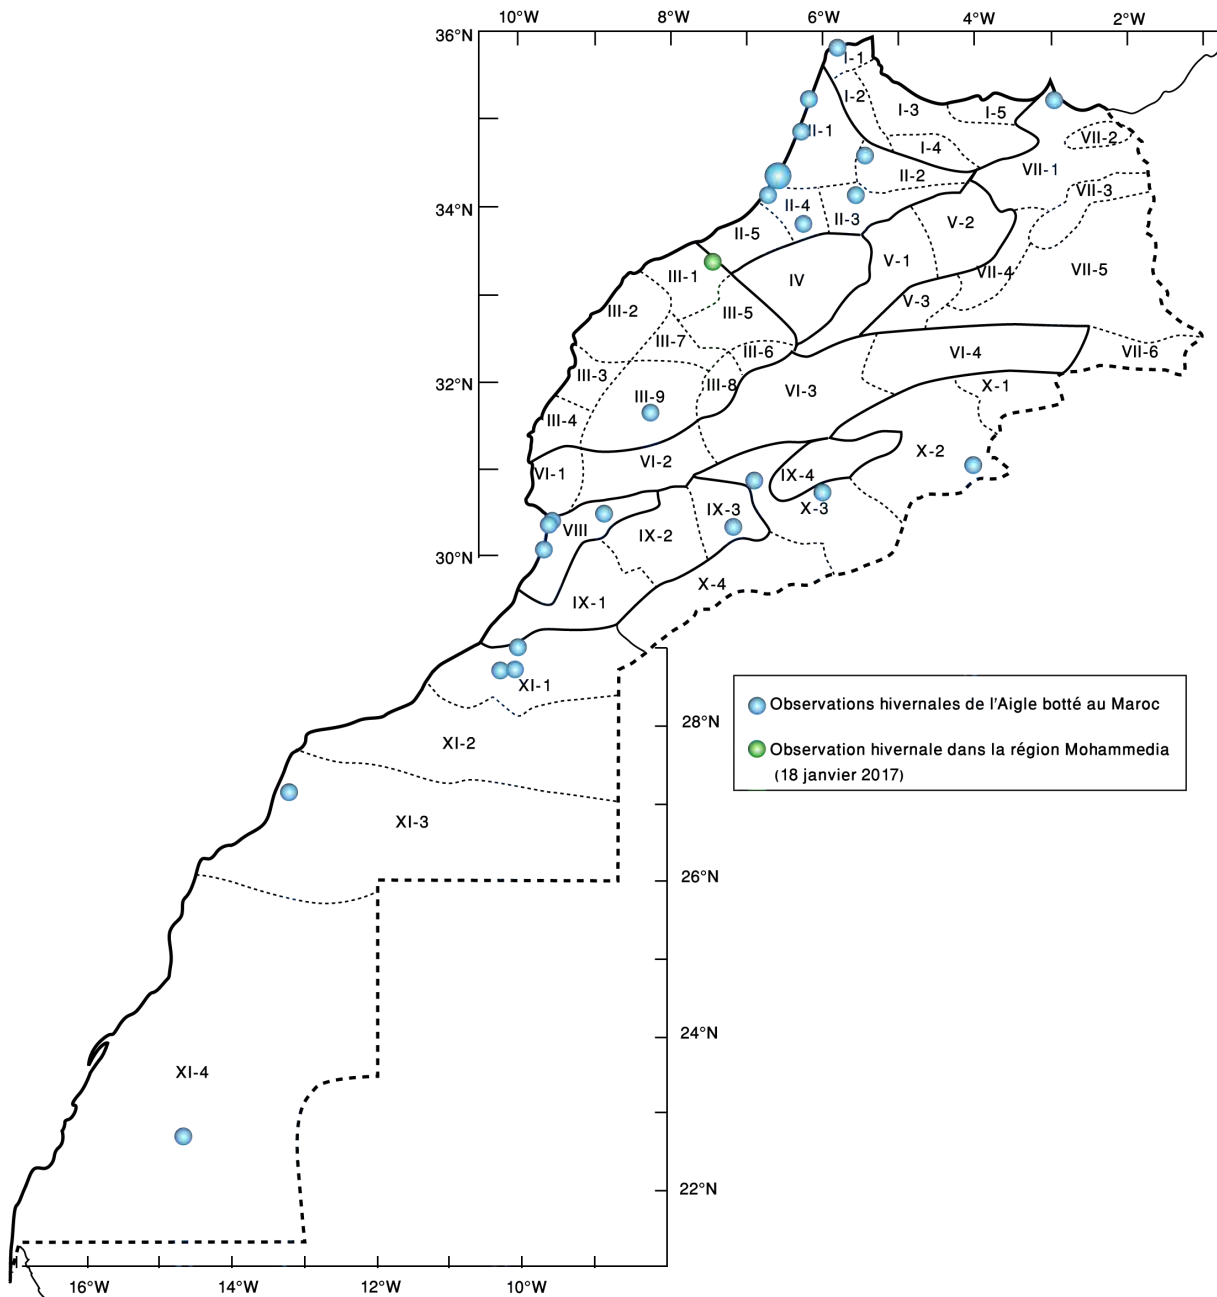 10°W 8°W 6°W 4°W 2°W
36°N
I-1
I-2
I-3
I-5
II-1
I-4
VII-2
II-2
VII-1
VII-3
34°N
II-4
II-3
V-2
II-5
V-1
VII-4
VII-5
III-1
IV
V-3
III-2
III-5
III-7
III-6
VI-4
VII-6
III-3
32°N
III-8
VI-3
X-1
III-9
III-4
X-2
VI-1
VI-2
IX-4
IX-3
X-3
VIII
IX-2
30°N
X-4
IX-1
XI-1
Observations hivernales de l'Aigle botté au Maroc
28°N
XI-2
Observation hivernale dans la région Mohammedia
(18 janvier 2017)
XI-3
26°N
24°N
XI-4
22°N
16°W 14°W 12°W 10°W